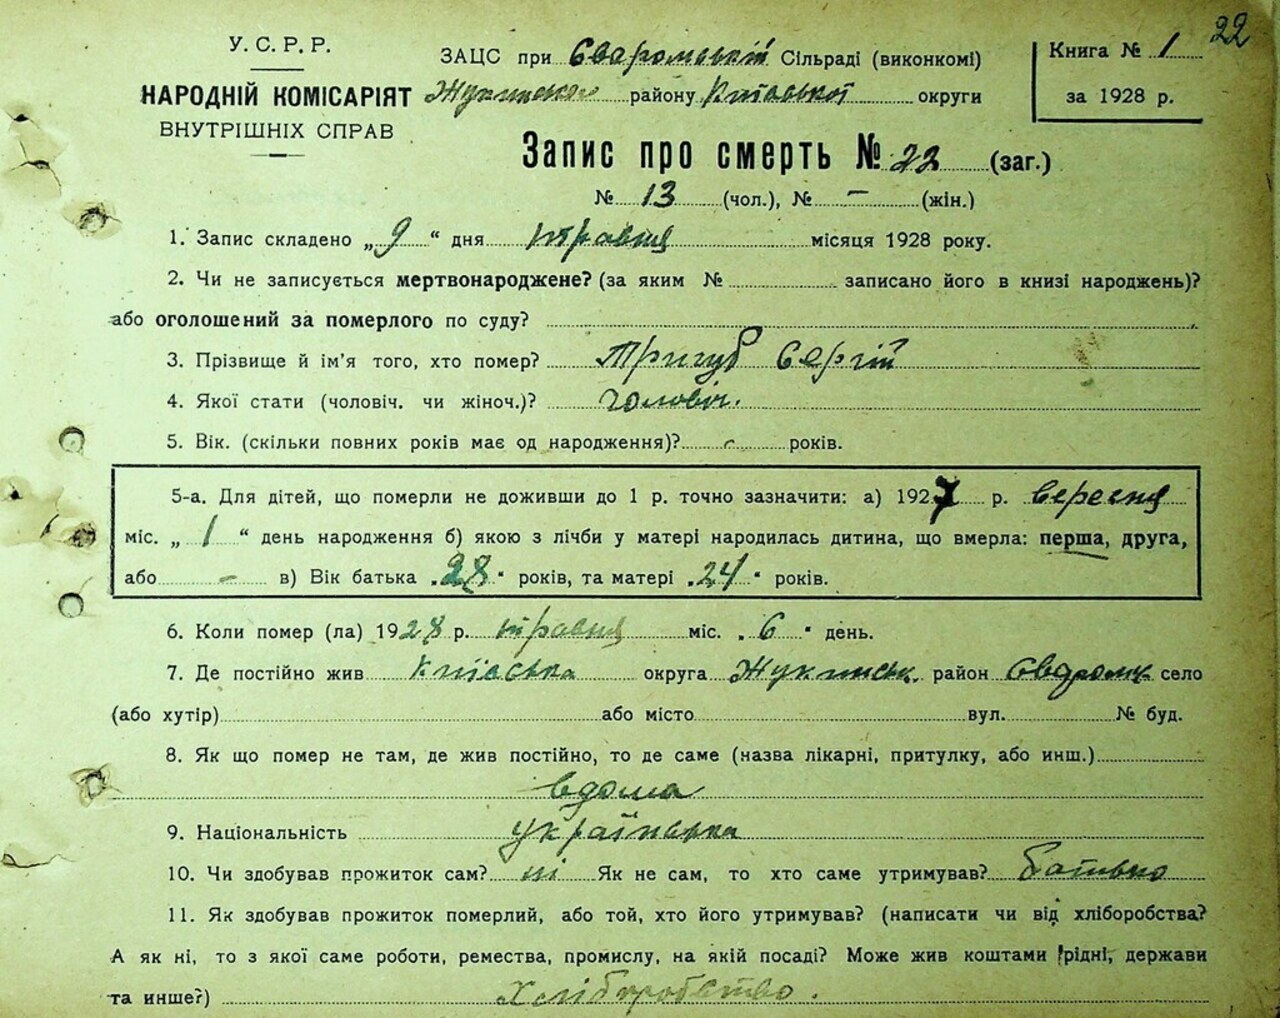 22
У. С. Р. Р.
НАРОДНІЙ КОМІСАРІЯТ
ВНУТРІШНІХ СПРАВ
ЗАЦС при Сваромській Сільраді (виконкомі)
Жукинського району Київської округи
Книга № 1
за 1928 р.
Запис про смерть № 22 (заг.)
№ 13 (чол.), № — (жін.)
1. Запис складено „ 9 “ дня травня місяця 1928 року.
2. Чи не записується мертвонароджене? (за яким № записано його в книзі народжень)?
або оголошений за померлого по суду?
3. Прізвище й ім'я того, хто помер? Тригуб Сергій
4. Якої стати (чоловіч. чи жіноч.)? чоловіч.
5. Вік. (скільки повних років має од народження)? - років.
5-а. Для дітей, що померли не доживши до 1 р. точно зазначити: а) 1927 р. вересня
міс. „ 1 “ день народження б) якою з лічби у матері народилась дитина, що вмерла: перша, друга,
або - в) Вік батька „28“ років, та матері „24“ років.
6. Коли помер (ла) 1928 р. травня міс. „ 6 “ день.
7. Де постійно жив Київська округа Жукинськ. район Сваром'є село
(або хутір) або місто вул. № буд.
8. Як що помер не там, де жив постійно, то де саме (назва лікарні, притулку, або инш.)
вдома
9. Національність українська
10. Чи здобував прожиток сам? ні Як не сам, то хто саме утримував? батько
11. Як здобував прожиток померлий, або той, хто його утримував? (написати чи від хліборобства?
А як ні, то з якої саме роботи, ремества, промислу, на якій посаді? Може жив коштами рідні, держави
та инше?) Хліборобство.